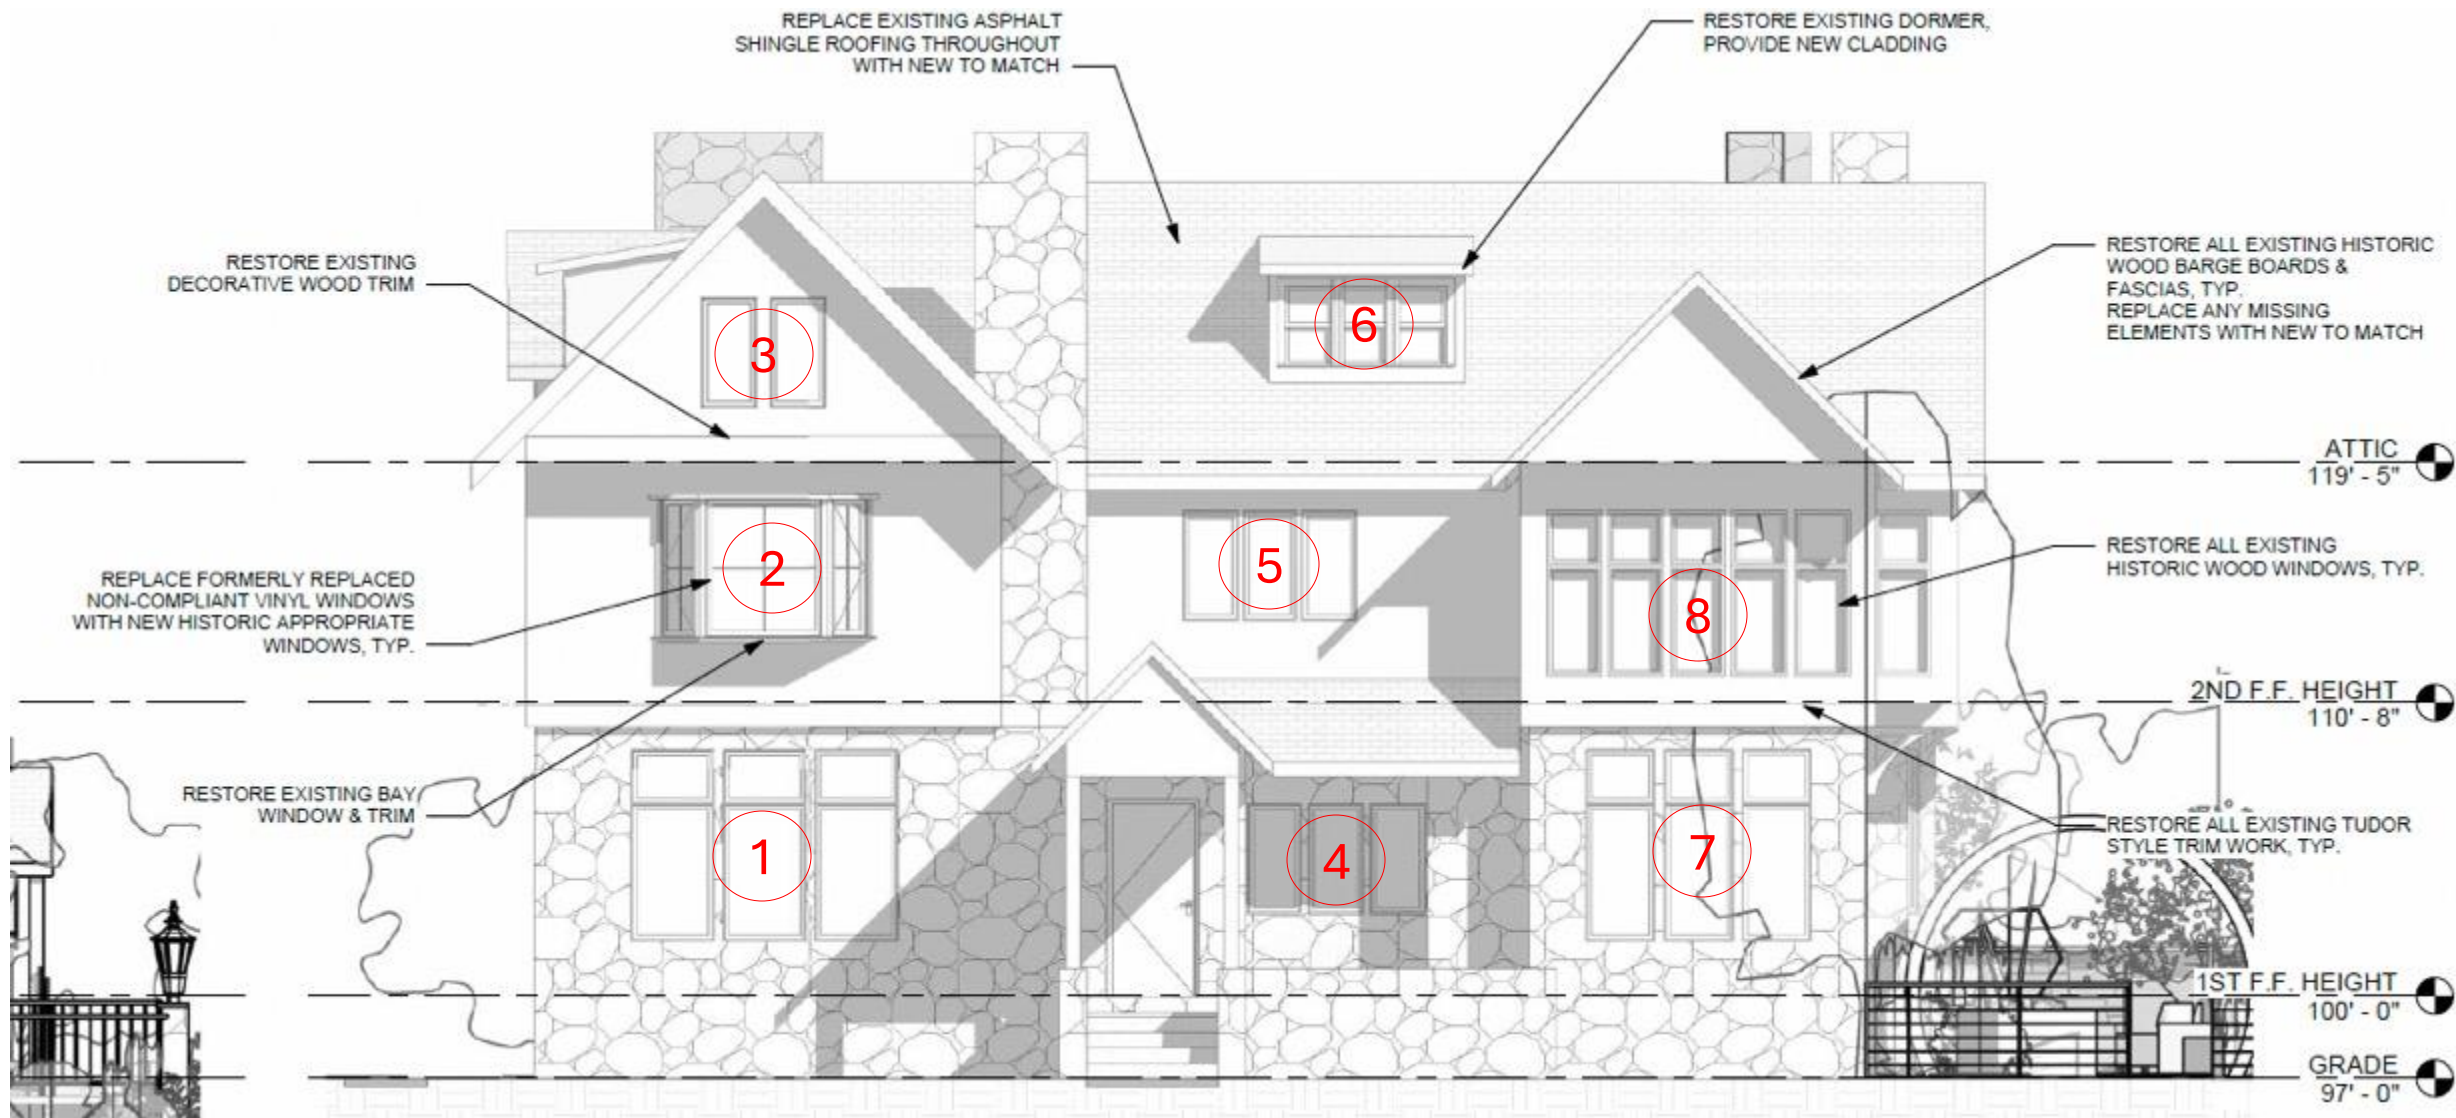 REPLACE EXISTING ASPHALT
SHINGLE ROOFING THROUGHOUT
WITH NEW TO MATCH
RESTORE EXISTING DORMER,
PROVIDE NEW CLADDING
RESTORE EXISTING
DECORATIVE WOOD TRIM
RESTORE ALL EXISTING HISTORIC
WOOD BARGE BOARDS &
FASCIAS, TYP.
REPLACE ANY MISSING
ELEMENTS WITH NEW TO MATCH
3
6
ATTIC
119' - 5"
REPLACE FORMERLY REPLACED
NON-COMPLIANT VINYL WINDOWS
WITH NEW HISTORIC APPROPRIATE
WINDOWS, TYP.
2
5
8
RESTORE ALL EXISTING
HISTORIC WOOD WINDOWS, TYP.
2ND F.F. HEIGHT
110' - 8"
RESTORE EXISTING BAY
WINDOW & TRIM
1
4
7
RESTORE ALL EXISTING TUDOR
STYLE TRIM WORK, TYP.
1ST F.F. HEIGHT
100' - 0"
GRADE
97' - 0"